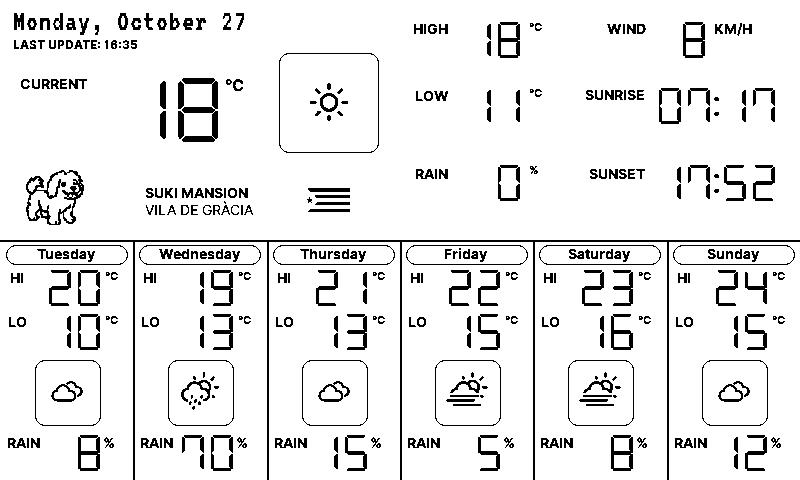 Monday, October 27
LAST UPDATE: 16:35
CURRENT 18 °C
HIGH 18 °C
WIND 8 KM/H
LOW 11 °C
SUNRISE 07:17
RAIN 0 %
SUNSET 17:52
SUKI MANSION
VILA DE GRÀCIA
Tuesday
HI 20 °C
LO 10 °C
RAIN 8 %
Wednesday
HI 19 °C
LO 13 °C
RAIN 70 %
Thursday
HI 21 °C
LO 13 °C
RAIN 15 %
Friday
HI 22 °C
LO 15 °C
RAIN 5 %
Saturday
HI 23 °C
LO 16 °C
RAIN 8 %
Sunday
HI 24 °C
LO 15 °C
RAIN 12 %